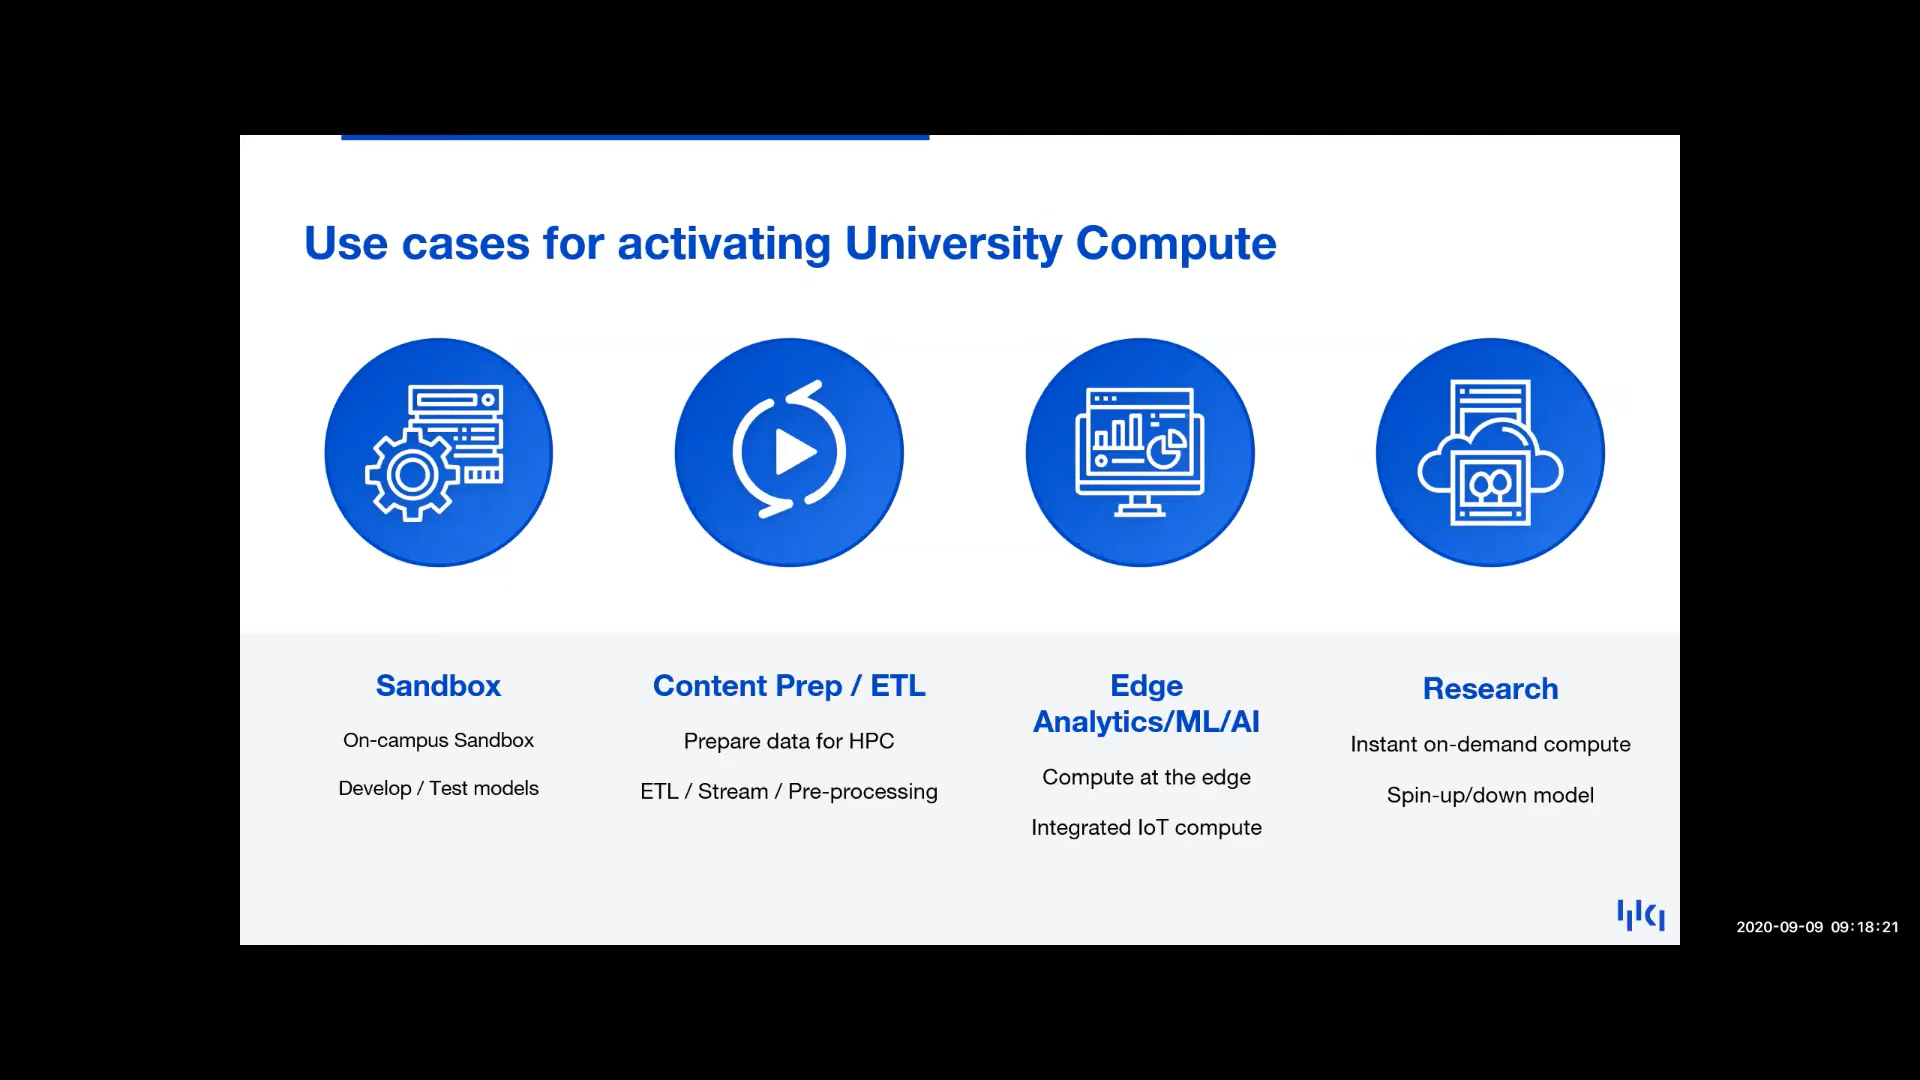 Use cases for activating University Compute
Sandbox
On-campus Sandbox
Develop / Test models
Content Prep / ETL
Prepare data for HPC
ETL / Stream / Pre-processing
Edge
Analytics/ML/AI
Compute at the edge
Integrated IoT compute
Research
Instant on-demand compute
Spin-up/down model
2020-09-09 09:18:21